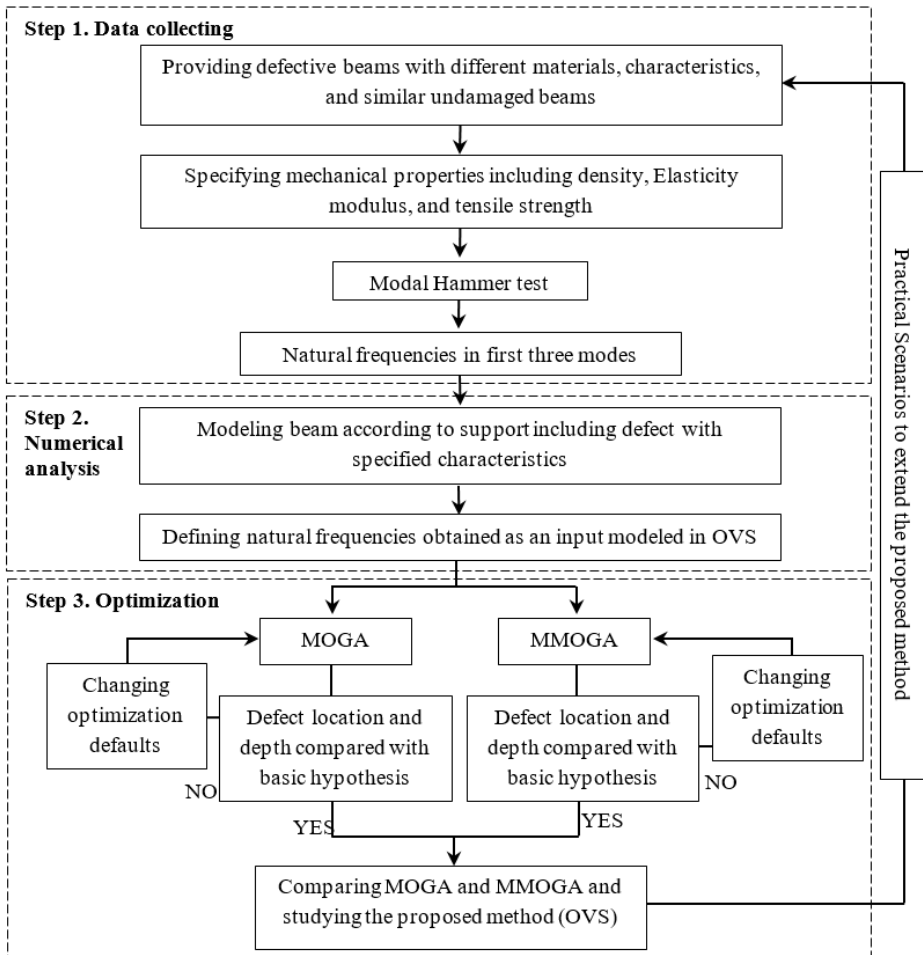 Step 1. Data collecting
Providing defective beams with different materials, characteristics,
and similar undamaged beams
Specifying mechanical properties including density, Elasticity
modulus, and tensile strength
Modal Hammer test
Natural frequencies in first three modes
Step 2.
Numerical
analysis
Modeling beam according to support including defect with
specified characteristics
Defining natural frequencies obtained as an input modeled in OVS
Step 3. Optimization
MOGA
MMOGA
Changing
optimization
defaults
Defect location and
depth compared with
basic hypothesis
NO
YES
Defect location and
depth compared with
basic hypothesis
Changing
optimization
defaults
NO
YES
Comparing MOGA and MMOGA and
studying the proposed method (OVS)
Practical Scenarios to extend the proposed method